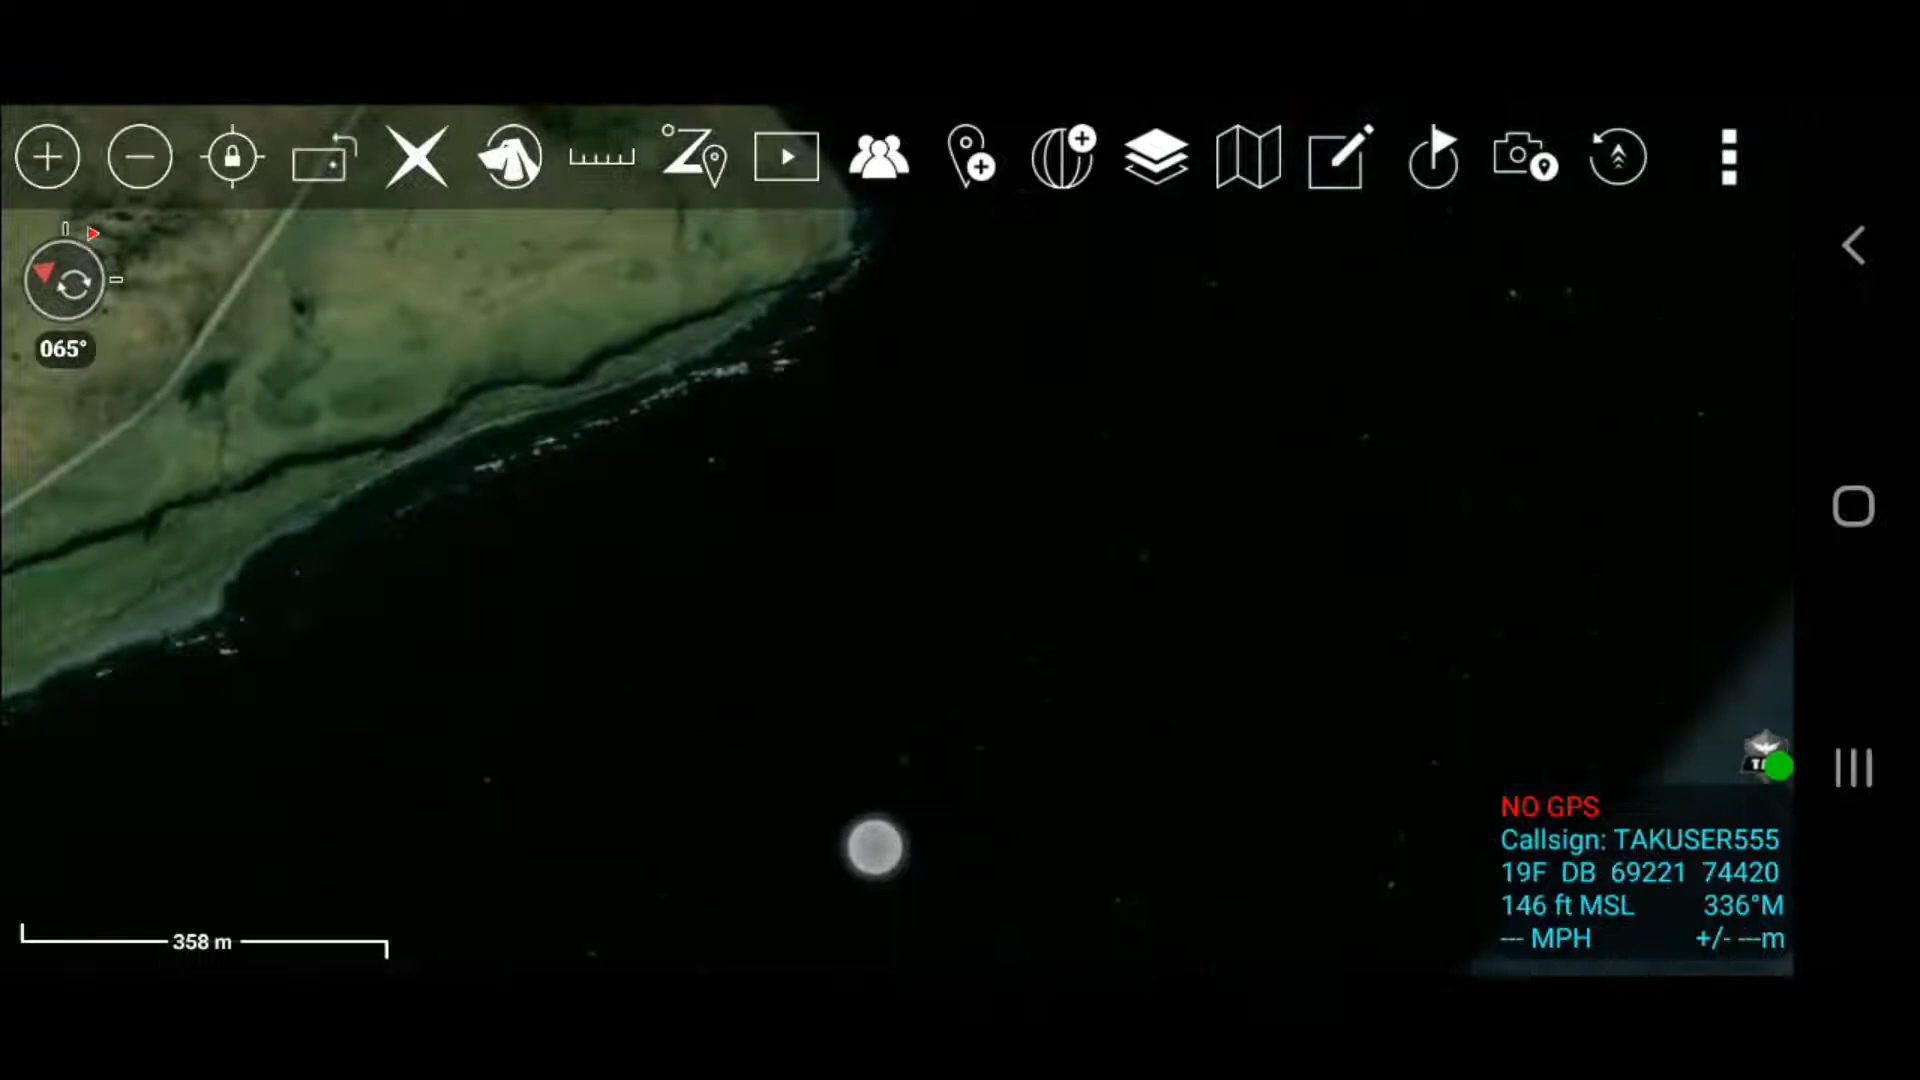 065°
NO GPS
Callsign: TAKUSER555
19F DB 69221 74420
146 ft MSL 336°M
--- MPH +/- ---m
358 m